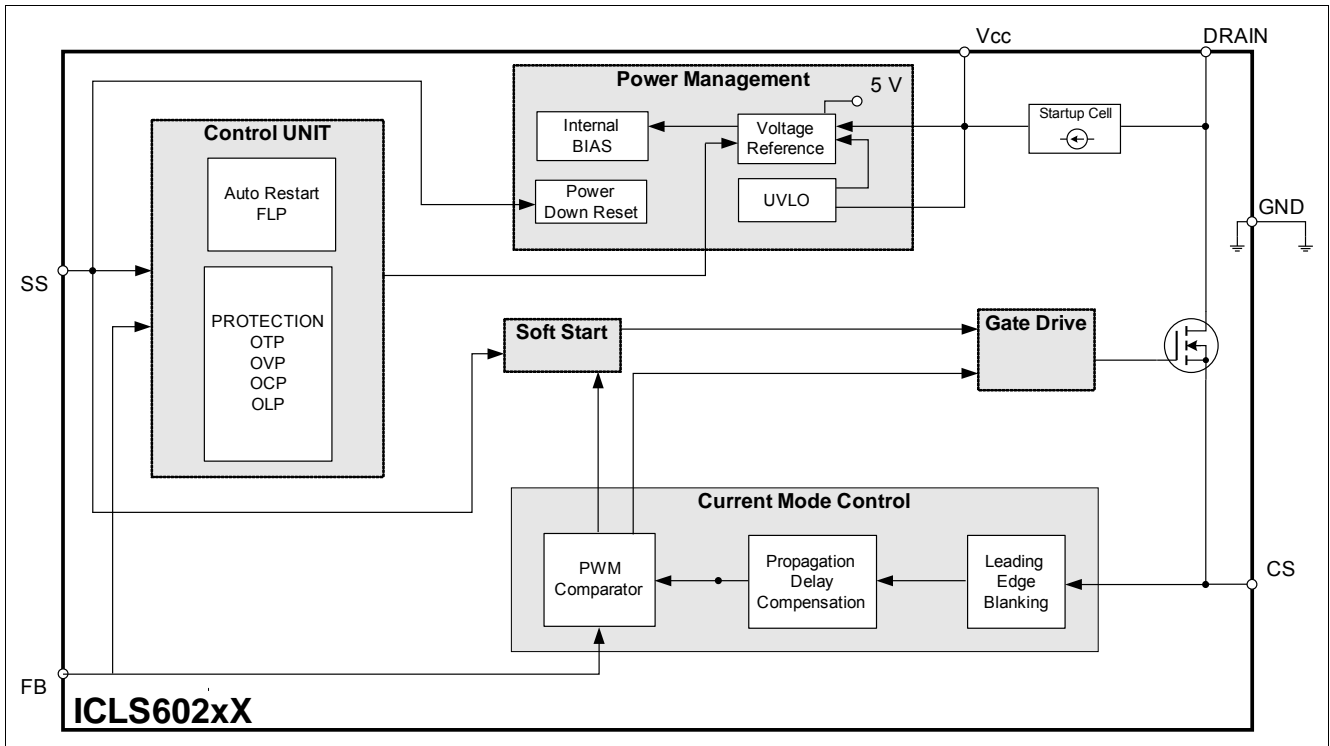 Vcc
DRAIN
Power Management
5 V
Control UNIT
Internal
BIAS
Voltage
Reference
Startup Cell
Auto Restart
FLP
Power
Down Reset
UVLO
GND
SS
PROTECTION
OTP
OVP
OCP
OLP
Soft Start
Gate Drive
Current Mode Control
PWM
Comparator
Propagation
Delay
Compensation
Leading
Edge
Blanking
CS
FB
ICLS602xX